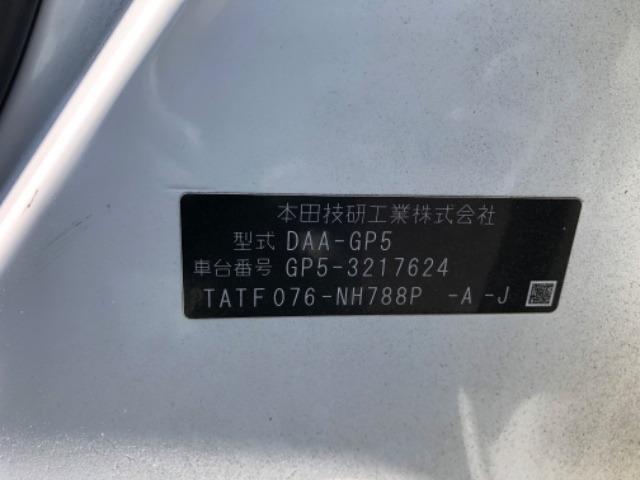 本田技研工業株式会社
型式 DAA-GP5
車台番号 GP5-3217624
TATF076-NH788P -A-J